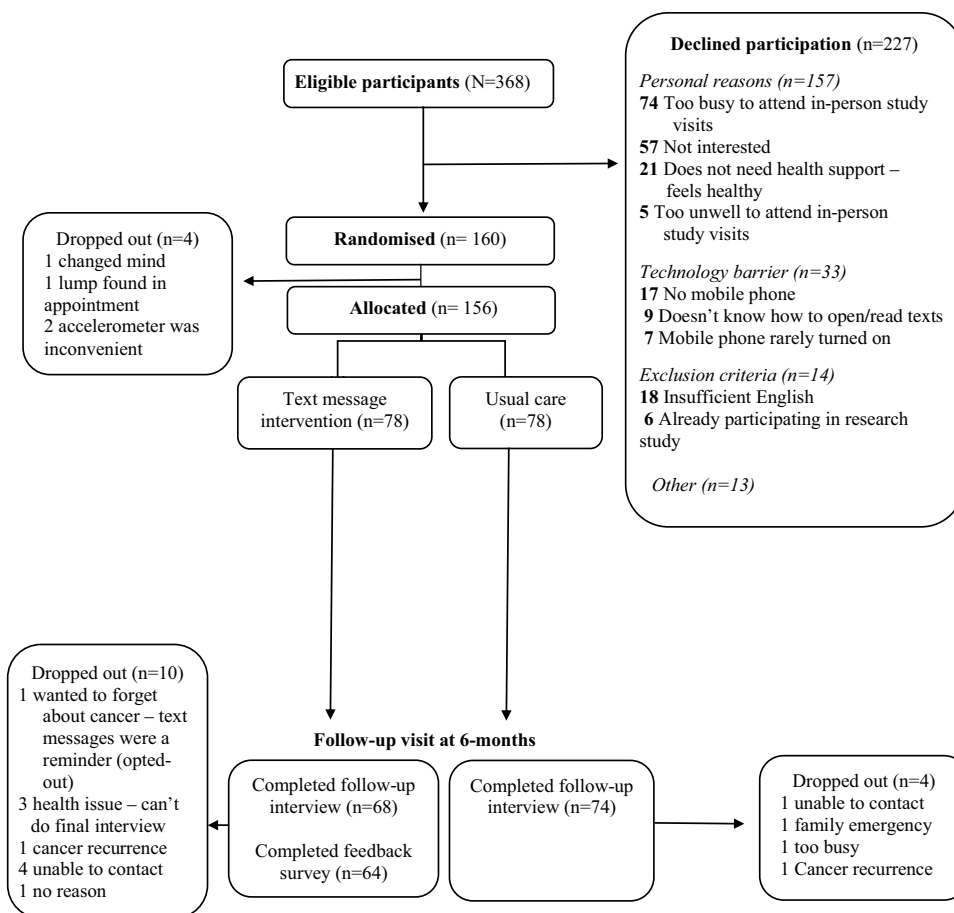 Eligible participants (N=368)
Declined participation (n=227)
Personal reasons (n=157)
74 Too busy to attend in-person study
visits
57 Not interested
21 Does not need health support –
feels healthy
5 Too unwell to attend in-person
study visits
Technology barrier (n=33)
17 No mobile phone
9 Doesn't know how to open/read texts
7 Mobile phone rarely turned on
Exclusion criteria (n=14)
18 Insufficient English
6 Already participating in research
study
Other (n=13)
Randomised (n= 160)
Dropped out (n=4)
1 changed mind
1 lump found in
appointment
2 accelerometer was
inconvenient
Allocated (n=156)
Text message
intervention (n=78)
Usual care
(n=78)
Follow-up visit at 6-months
Dropped out (n=10)
1 wanted to forget
about cancer – text
messages were a
reminder (opted-
out)
3 health issue – can't
do final interview
1 cancer recurrence
4 unable to contact
1 no reason
Completed follow-up
interview (n=68)
Completed feedback
survey (n=64)
Completed follow-up
interview (n=74)
Dropped out (n=4)
1 unable to contact
1 family emergency
1 too busy
1 Cancer recurrence